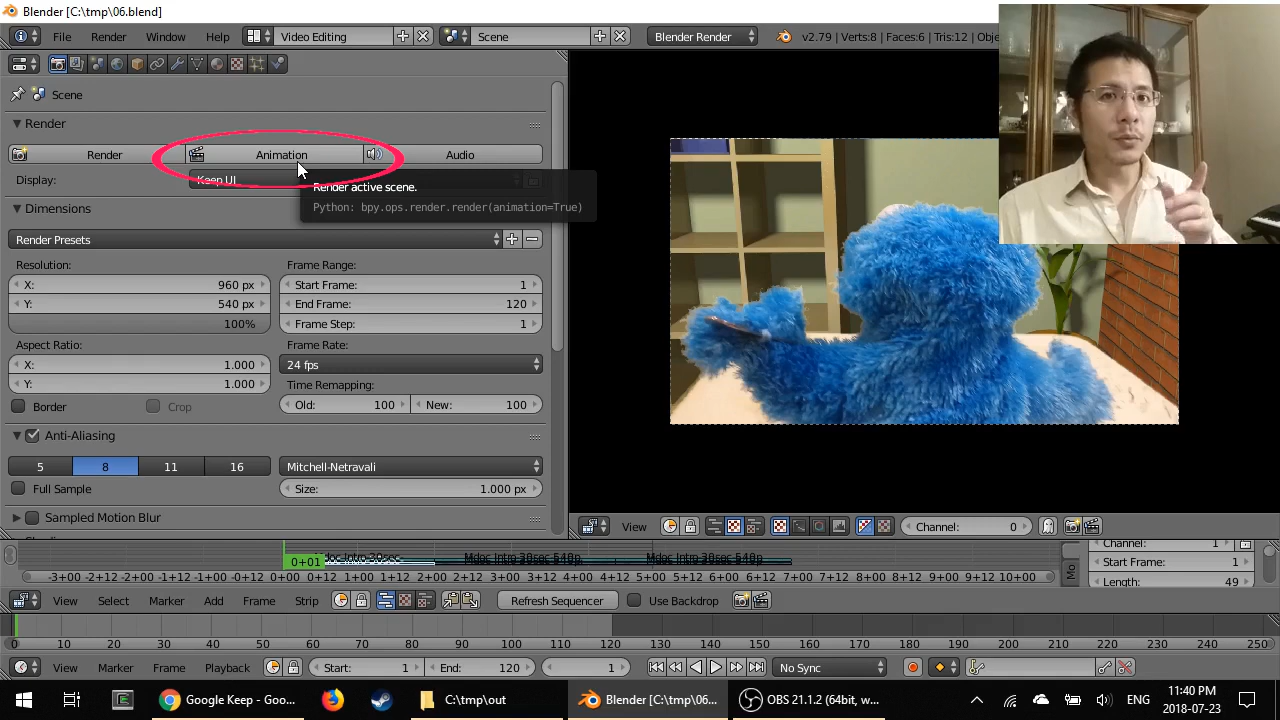 Blender [C:\tmp\06.blend]
File Render Window Help Video Editing Scene Blender Render v2.79 | Verts:8 | Faces:6 | Tris:12 | Obje
Scene
Render
Render Animation Audio
Display: Keep UI
Render active scene.
Python: bpy.ops.render.render(animation=True)
Dimensions
Render Presets
Resolution: Frame Range:
X: 960 px Start Frame: 1
Y: 540 px End Frame: 120
100% Frame Step: 1
Aspect Ratio: Frame Rate:
X: 1.000 24 fps
Y: 1.000 Time Remapping:
Border Crop Old: 100 New: 100
Anti-Aliasing
5 8 11 16 Mitchell-Netravali
Full Sample Size: 1.000 px
Sampled Motion Blur
View Channel: 0
Channel: 1
Mdoc Intro 30sec Mdoc Intro 30sec 540p Mdoc Intro 30sec 540p
0+01 Start Frame: 1
-3+00 -2+12 -2+00 -1+12 -1+00 -0+12 0+00 0+12 1+00 1+12 2+00 2+12 3+00 3+12 4+00 4+12 5+00 5+12 6+00 6+12 7+00 7+12 8+00 8+12 9+00 9+12 10+00 Mo Length: 49
View Select Marker Add Frame Strip Refresh Sequencer Use Backdrop
0 10 20 30 40 50 60 70 80 90 100 110 120 130 140 150 160 170 180 190 200 210 220 230 240 250
View Marker Frame Playback Start: 1 End: 120 1 No Sync
Google Keep - Goo... C:\tmp\out Blender [C:\tmp\06... OBS 21.1.2 (64bit, w... ENG 11:40 PM
2018-07-23